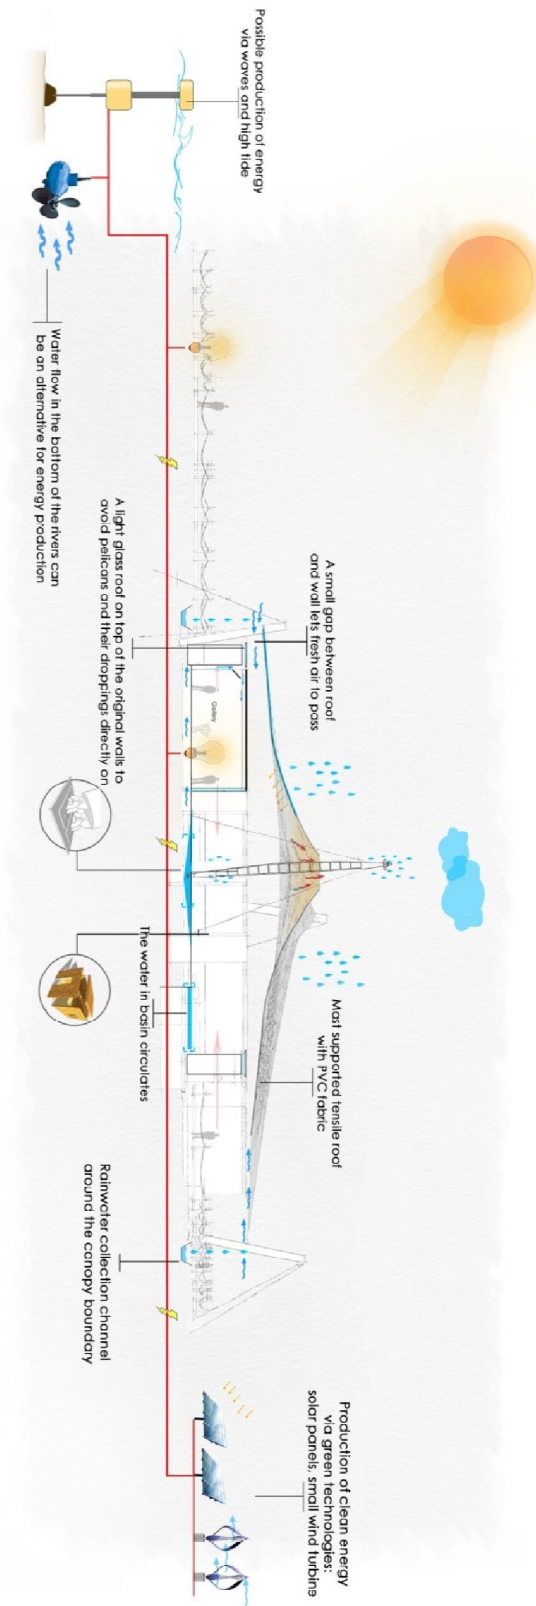 Possible production of energy
via waves and high tide
Water flow in the bottom of the rivers can
be an alternative for energy production
A small gap between roof
and wall lets fresh air to pass
A light glass roof on top of the original walls to
avoid pelicans and their droppings directly on
Gallery
Mast supported tensile roof
with PVC fabric
The water in basin circulates
Rainwater collection channel
around the canopy boundary
Production of clean energy
via green technologies:
solar panels, small wind turbine